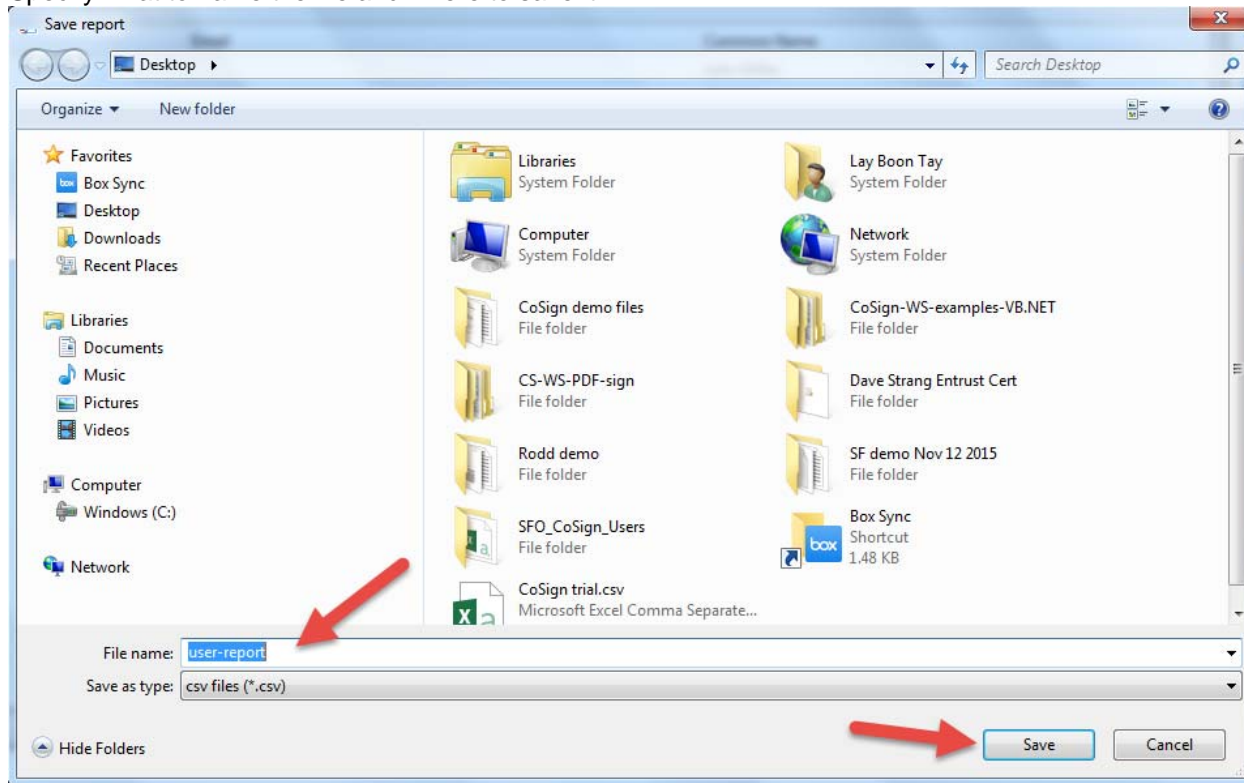 Save report
Desktop
Search Desktop
Organize
New folder
Favorites
Box Sync
Desktop
Downloads
Recent Places
Libraries
Documents
Music
Pictures
Videos
Computer
Windows (C:)
Network
Libraries
System Folder
Lay Boon Tay
System Folder
Computer
System Folder
Network
System Folder
CoSign demo files
File folder
CoSign-WS-examples-VB.NET
File folder
CS-WS-PDF-sign
File folder
Dave Strang Entrust Cert
File folder
Rodd demo
File folder
SF demo Nov 12 2015
File folder
SFO_CoSign_Users
File folder
box
Box Sync
Shortcut
1.48 KB
CoSign trial.csv
Microsoft Excel Comma Separate...
File name: user-report
Save as type: csv files (*.csv)
Hide Folders
Save
Cancel